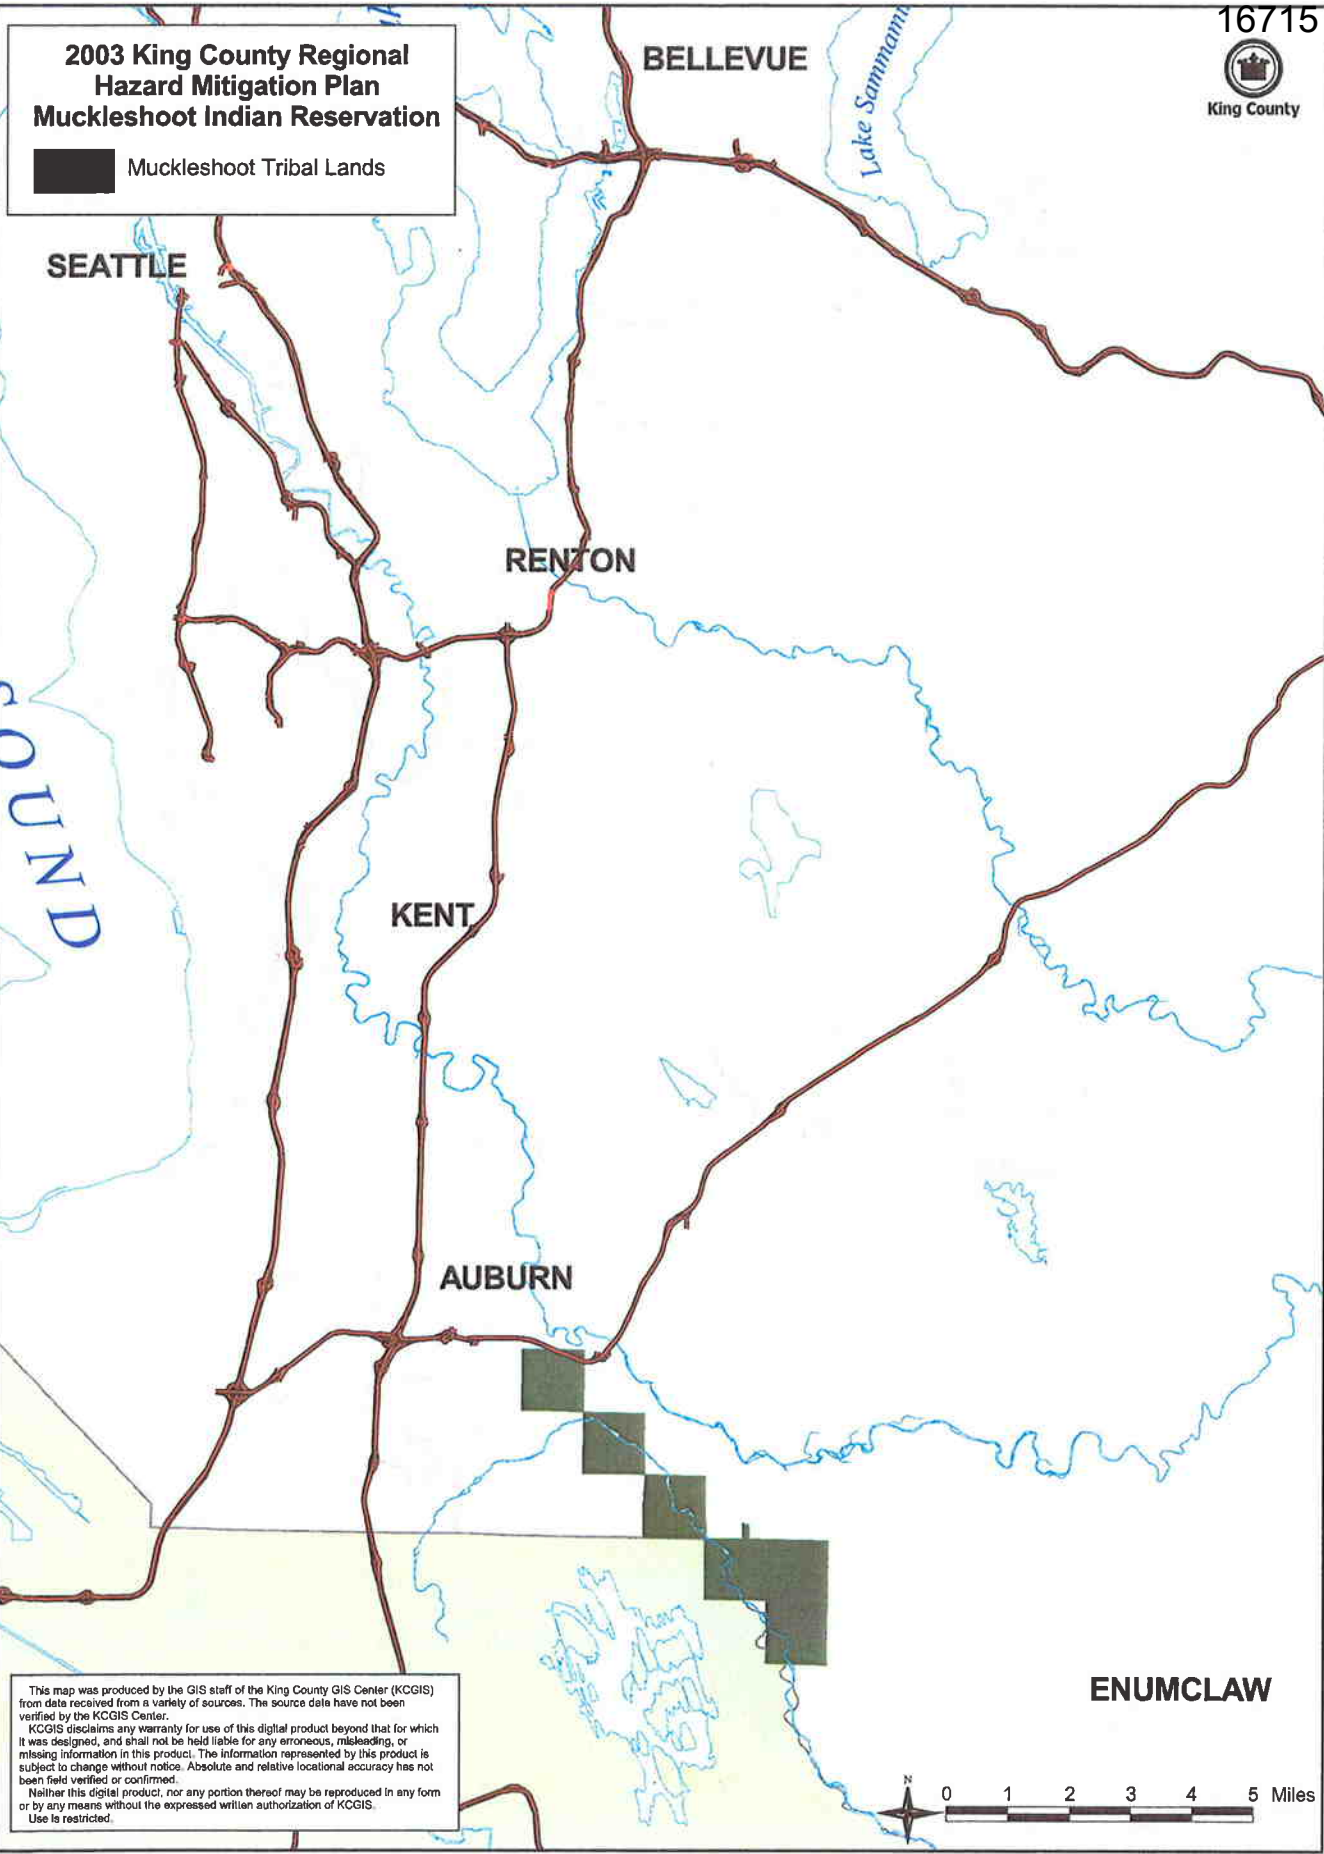 16715
2003 King County Regional
Hazard Mitigation Plan
Muckleshoot Indian Reservation
Muckleshoot Tribal Lands
King County
BELLEVUE
Lake Sammami
SEATTLE
RENTON
SOUND
KENT
AUBURN
ENUMCLAW
This map was produced by the GIS staff of the King County GIS Center (KCGIS)
from data received from a variety of sources. The source data have not been
verified by the KCGIS Center.
KCGIS disclaims any warranty for use of this digital product beyond that for which
it was designed, and shall not be held liable for any erroneous, misleading, or
missing information in this product. The information represented by this product is
subject to change without notice. Absolute and relative locational accuracy has not
been field verified or confirmed.
Neither this digital product, nor any portion thereof may be reproduced in any form
or by any means without the expressed written authorization of KCGIS.
Use is restricted.
N
0 1 2 3 4 5 Miles